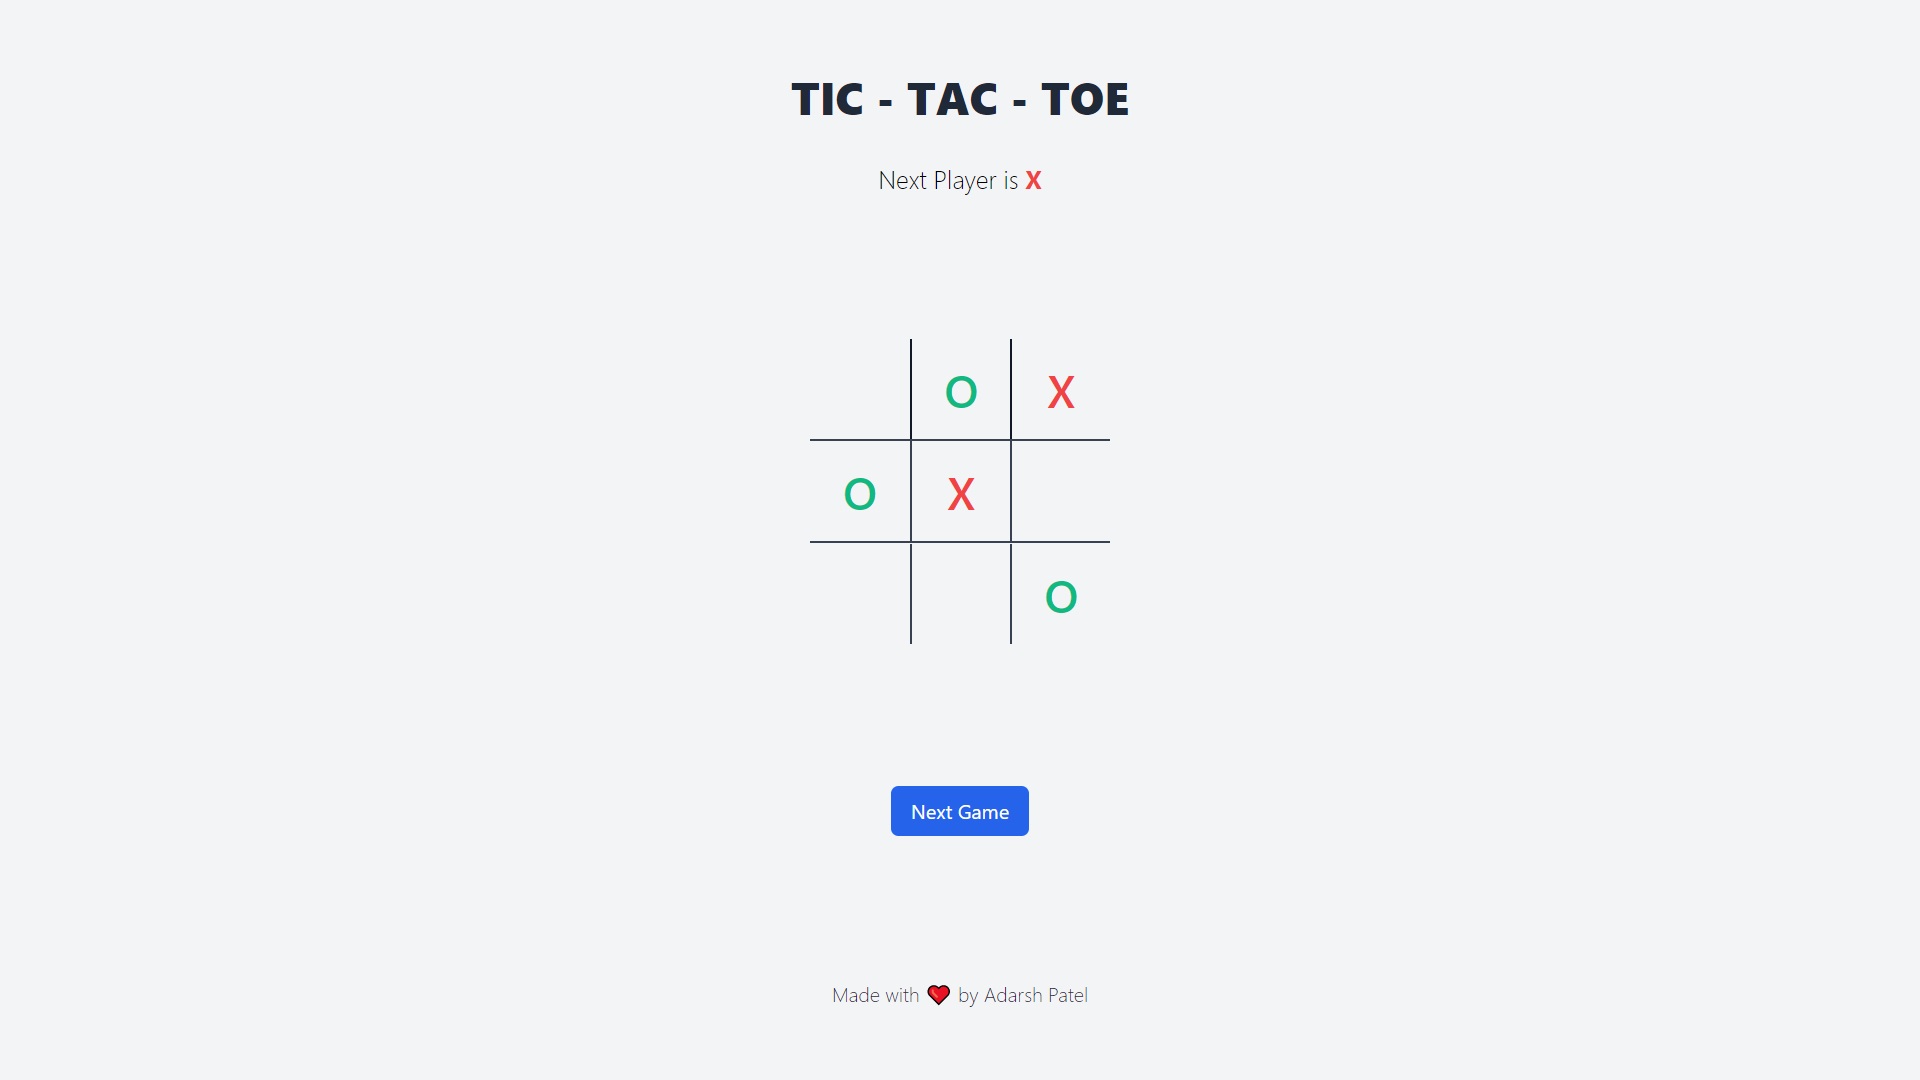 TIC - TAC - TOE
Next Player is X
O X
O X
O
Next Game
Made with ❤️ by Adarsh Patel